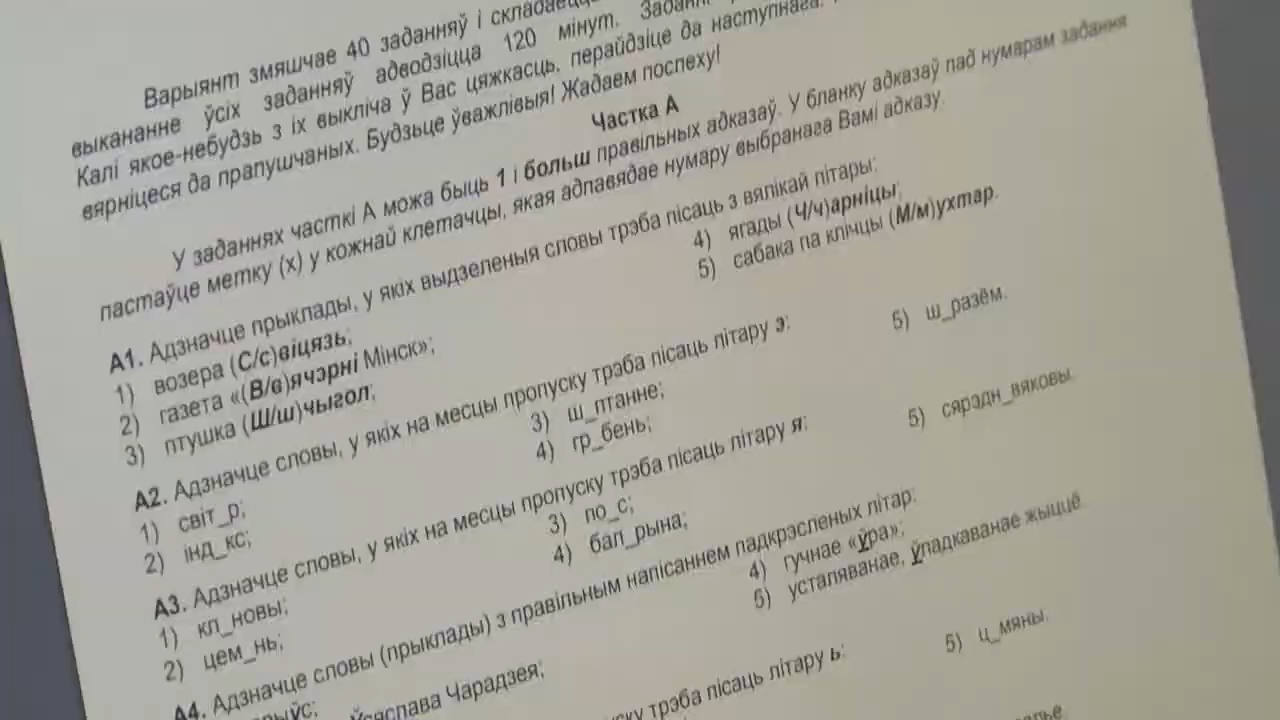 Варыянт змяшчае 40 заданняў і складаецца
выкананне ўсіх заданняў адводзіцца 120 мінут.
Калі якое-небудзь з іх выкліча ў Вас цяжкасць, перайдзіце да наступнага.
вярніцеся да прапушчаных. Будзьце ўважлівыя! Жадаем поспеху!
Частка А
У заданнях часткі А можа быць 1 і больш правільных адказаў. У бланку адказаў пад нумарам задання
пастаўце метку (х) у кожнай клетачцы, якая адпавядае нумару выбранага Вамі адказу.
А1. Адзначце прыклады, у якіх выдзеленыя словы трэба пісаць з вялікай літары:
1) возера (С/с)віцязь;
2) газета «(В/в)ячэрні Мінск»;
3) птушка (Ш/ш)чыгол;
4) ягады (Ч/ч)арніцы;
5) сабака па клічцы (М/м)ухтар.
А2. Адзначце словы, у якіх на месцы пропуску трэба пісаць літару э:
1) світ_р;
2) інд_кс;
3) ш_птанне;
4) гр_бень;
5) ш_разём.
А3. Адзначце словы, у якіх на месцы пропуску трэба пісаць літару я:
1) кл_новы;
2) цем_нь;
3) по_с;
4) бал_рына;
5) сярэдн_вяковы.
А4. Адзначце словы (прыклады) з правільным напісаннем падкрэсленых літар:
Чарадзея;
4) гучнае «ўра»;
5) усталяванае, ўпадкаванае жыццё.
трэба пісаць літару ь:
5) ц_мяны.